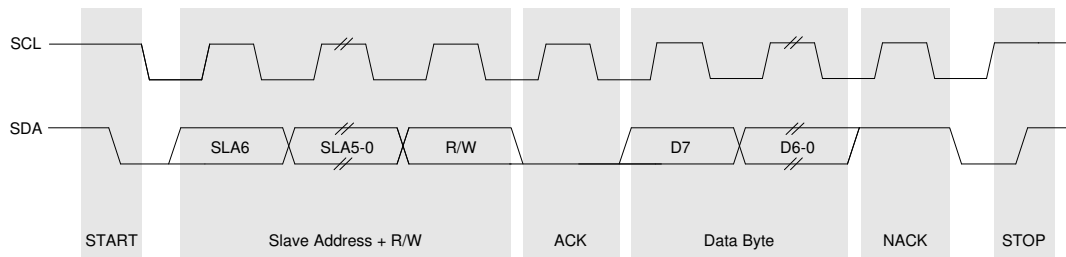 SCL
SDA
SLA6 SLA5-0 R/W D7 D6-0
START Slave Address + R/W ACK Data Byte NACK STOP